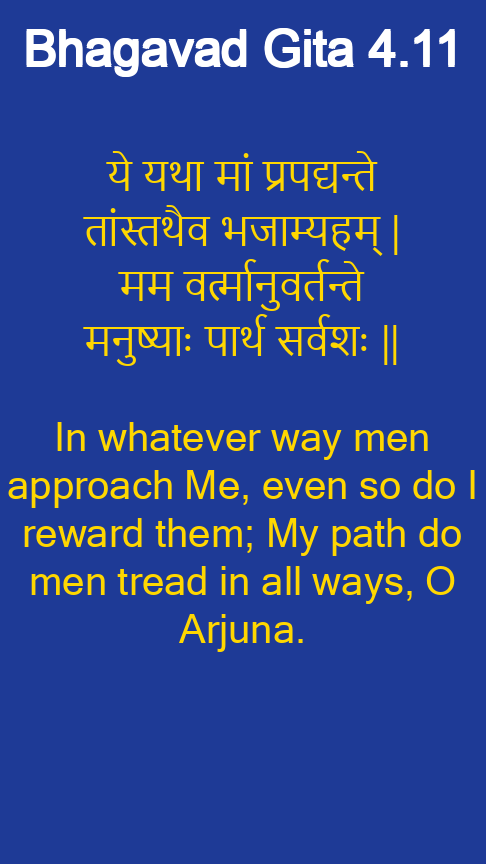 Bhagavad Gita 4.11
ये यथा मां प्रपद्यन्ते
तांस्तथैव भजाम्यहम् |
मम वर्त्मानुवर्तन्ते
मनुष्याः पार्थ सर्वशः ||
In whatever way men
approach Me, even so do I
reward them; My path do
men tread in all ways, O
Arjuna.